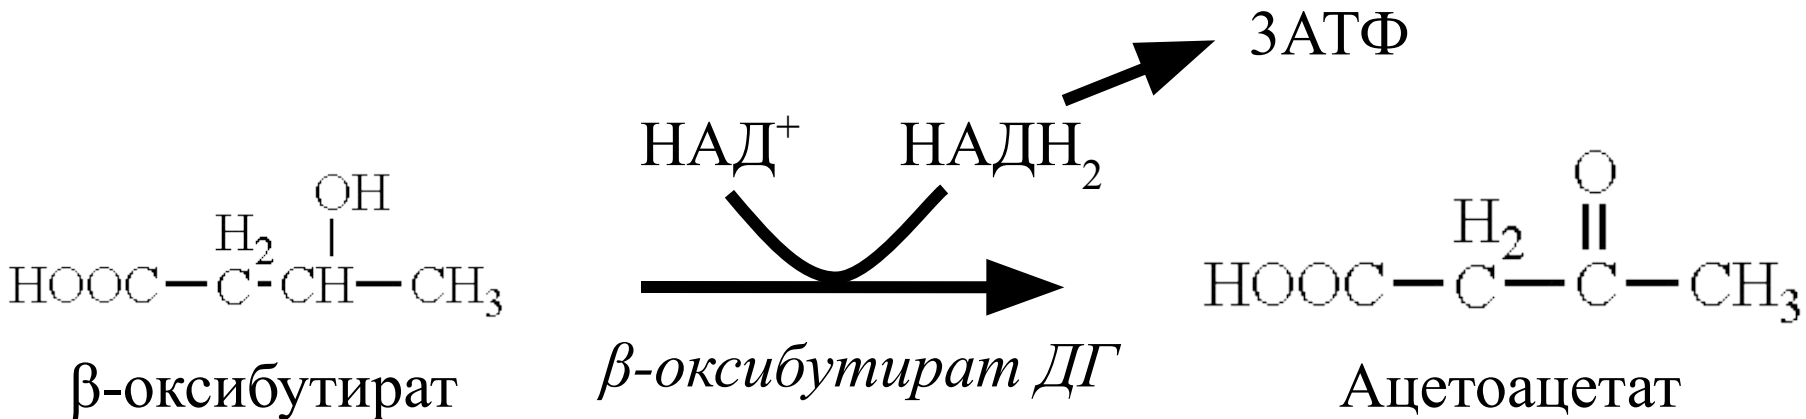 3АТФ
НАД⁺ НАДН₂
OH O
H₂ H₂
HOOC–C–CH–CH₃ HOOC–C–C–CH₃
β-оксибутират β-оксибутират ДГ Ацетоацетат